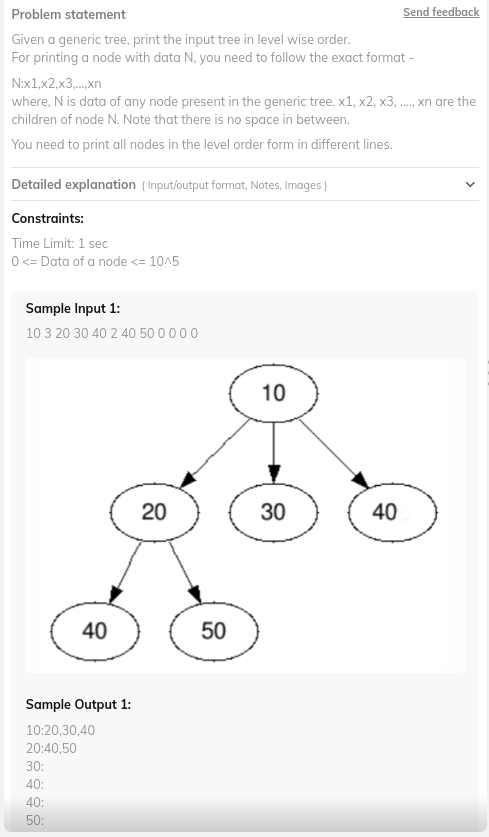 Problem statement
Send feedback
Given a generic tree, print the input tree in level wise order.
For printing a node with data N, you need to follow the exact format -
N:x1,x2,x3,...,xn
where, N is data of any node present in the generic tree. x1, x2, x3, ...., xn are the
children of node N. Note that there is no space in between.
You need to print all nodes in the level order form in different lines.
Detailed explanation ( Input/output format, Notes, Images )
Constraints:
Time Limit: 1 sec
0 <= Data of a node <= 10^5
Sample Input 1:
10 3 20 30 40 2 40 50 0 0 0 0
10
20
30
40
40
50
Sample Output 1:
10:20,30,40
20:40,50
30:
40:
40:
50: